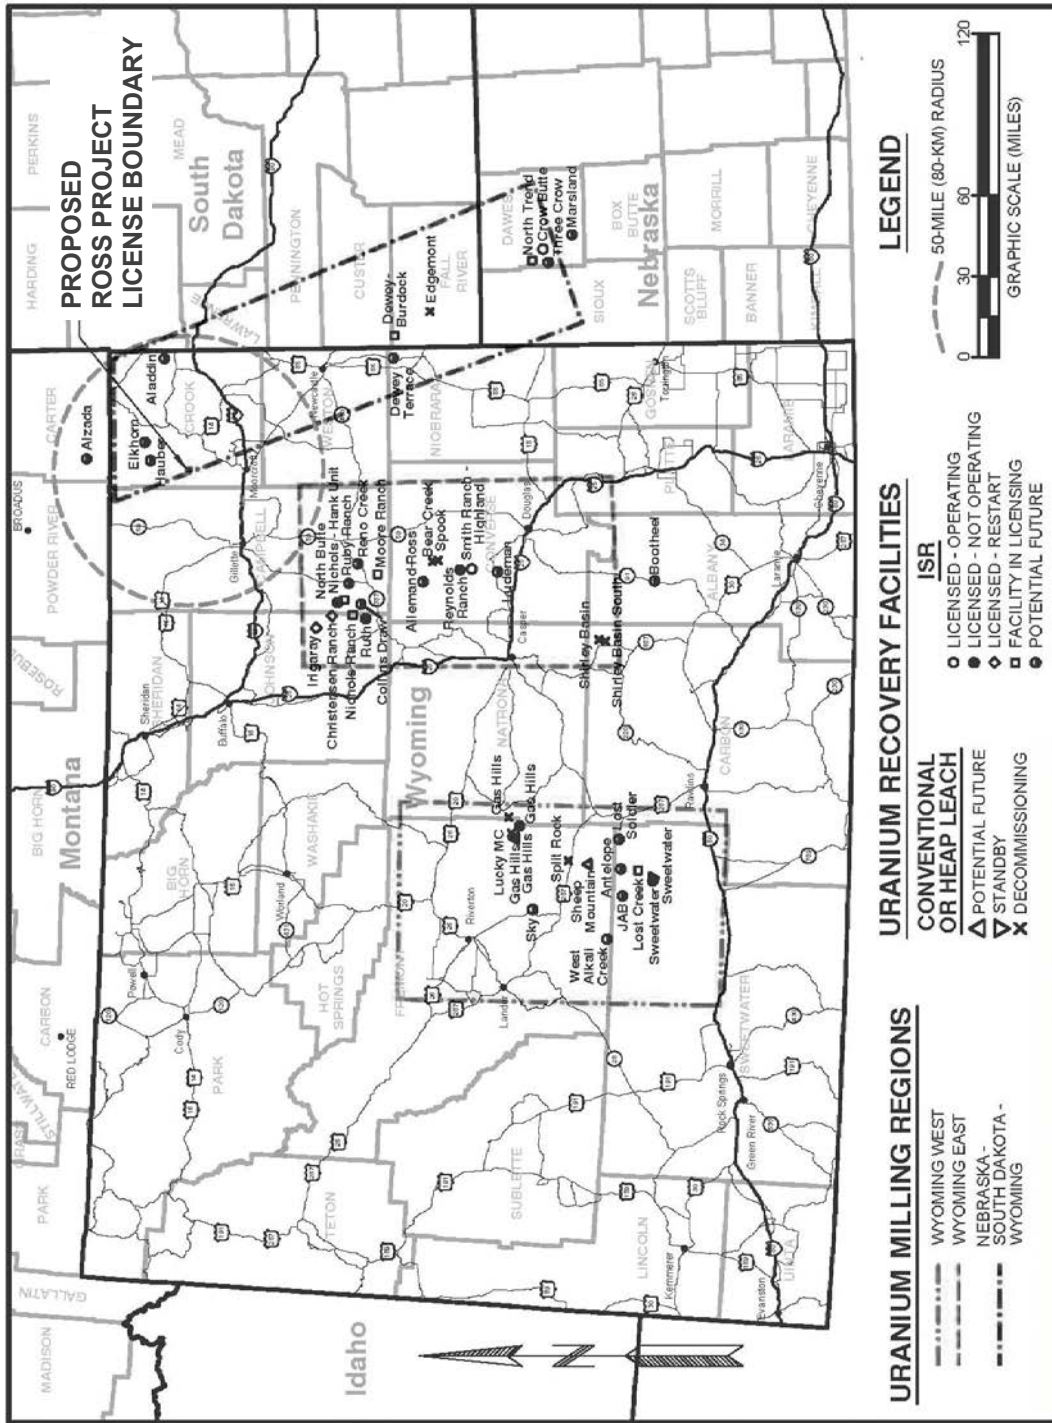 PROPOSED
ROSS PROJECT
LICENSE BOUNDARY
MADISON
GALLATIN
PARK
STILLWATER
CARBON
RED LODGE
BIG HORN
Montana
ROSEBUD
POWDER RIVER
BROADUS
CARTER
HARDING
PERKINS
MEAD
South
Dakota
LAWRENCE
PENNINGTON
CUSTER
FALL
RIVER
Idaho
Wyoming
Nebraska
Powell
Cody
PARK
BIG
HORN
Worland
WASHAKIE
HOT
SPRINGS
TETON
SUBLETTE
LINCOLN
Kemmerer
Evanston
UINTA
Green River
Rock Springs
SWEETWATER
FREMONT
Riverton
Lander
Sheridan
SHERIDAN
Buffalo
JOHNSON
Gillette
CAMPBELL
Moorcroft
CROOK
WESTON
Newcastle
NIOBRARA
CONVERSE
Douglas
Casper
NATRONA
CARBON
Rawlins
ALBANY
Laramie
PLATTE
GOSHEN
Torrington
LARAMIE
Cheyenne
DAWES
SIOUX
BOX
BUTTE
SCOTTS
BLUFF
MORRILL
BANNER
KIMBALL
CHEYENNE
Alzada
Elkhorn
Hauber
Aladdin
Dewey-
Burdock
Edgemont
Dewey
Terrace
North Trend
Crow Butte
Three Crow
Marsland
Irigaray
North Butte
Christensen Ranch
Nichols - Hank Unit
Nichols Ranch
Ruby Ranch
Ruth
Reno Creek
Collins Draw
Moore Ranch
Allemand-Ross
Bear Creek
Spook
Reynolds
Ranch
Smith Ranch
Highland
Ludeman
Shirley Basin
Shirley Basin South
Bootheel
Gas Hills
Lucky MC
Gas Hills
Gas Hills
Gas Hills
Sky
Split Rock
Sheep
Mountain
West
Alkali
Creek
Antelope
JAB
Lost
Soldier
Lost Creek
Sweetwater
Sweetwater
N
URANIUM MILLING REGIONS
WYOMING WEST
WYOMING EAST
NEBRASKA -
SOUTH DAKOTA -
WYOMING
URANIUM RECOVERY FACILITIES
CONVENTIONAL
OR HEAP LEACH
POTENTIAL FUTURE
STANDBY
DECOMMISSIONING
ISR
LICENSED - OPERATING
LICENSED - NOT OPERATING
LICENSED - RESTART
FACILITY IN LICENSING
POTENTIAL FUTURE
LEGEND
50-MILE (80-KM) RADIUS
0 30 60 120
GRAPHIC SCALE (MILES)